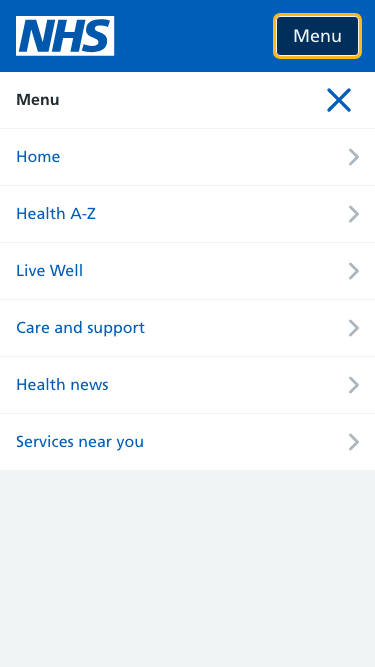 NHS
Menu
Menu
Home
Health A-Z
Live Well
Care and support
Health news
Services near you